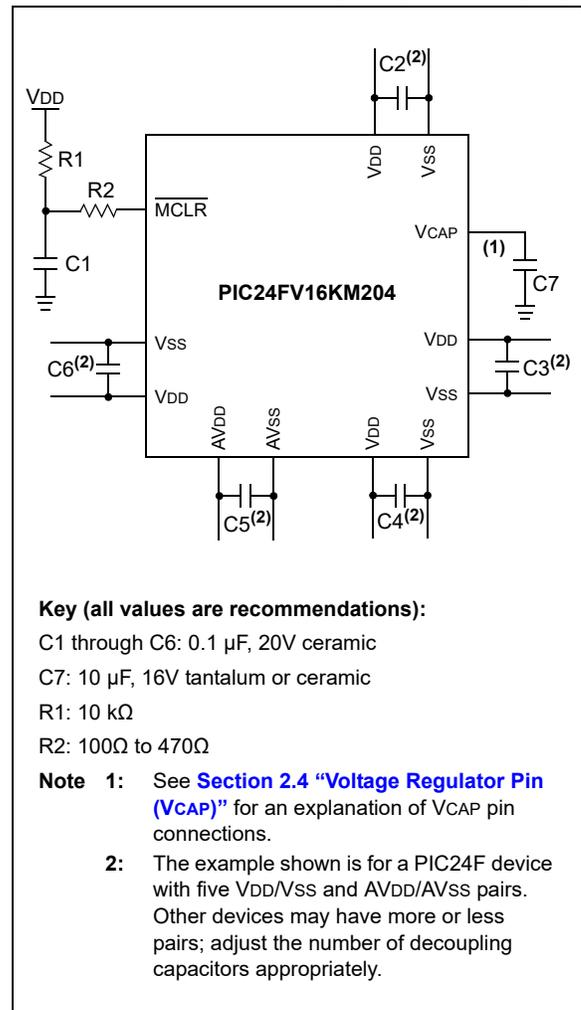 C2(2)
VDD
VDD
VSS
R1
R2
MCLR
VCAP
(1)
C1
C7
PIC24FV16KM204
VSS
VDD
C6(2)
C3(2)
VDD
VSS
AVDD
AVSS
VDD
VSS
C5(2)
C4(2)
Key (all values are recommendations):
C1 through C6: 0.1 µF, 20V ceramic
C7: 10 µF, 16V tantalum or ceramic
R1: 10 kΩ
R2: 100Ω to 470Ω
Note 1: See Section 2.4 “Voltage Regulator Pin
(VCAP)” for an explanation of VCAP pin
connections.
2: The example shown is for a PIC24F device
with five VDD/VSS and AVDD/AVSS pairs.
Other devices may have more or less
pairs; adjust the number of decoupling
capacitors appropriately.